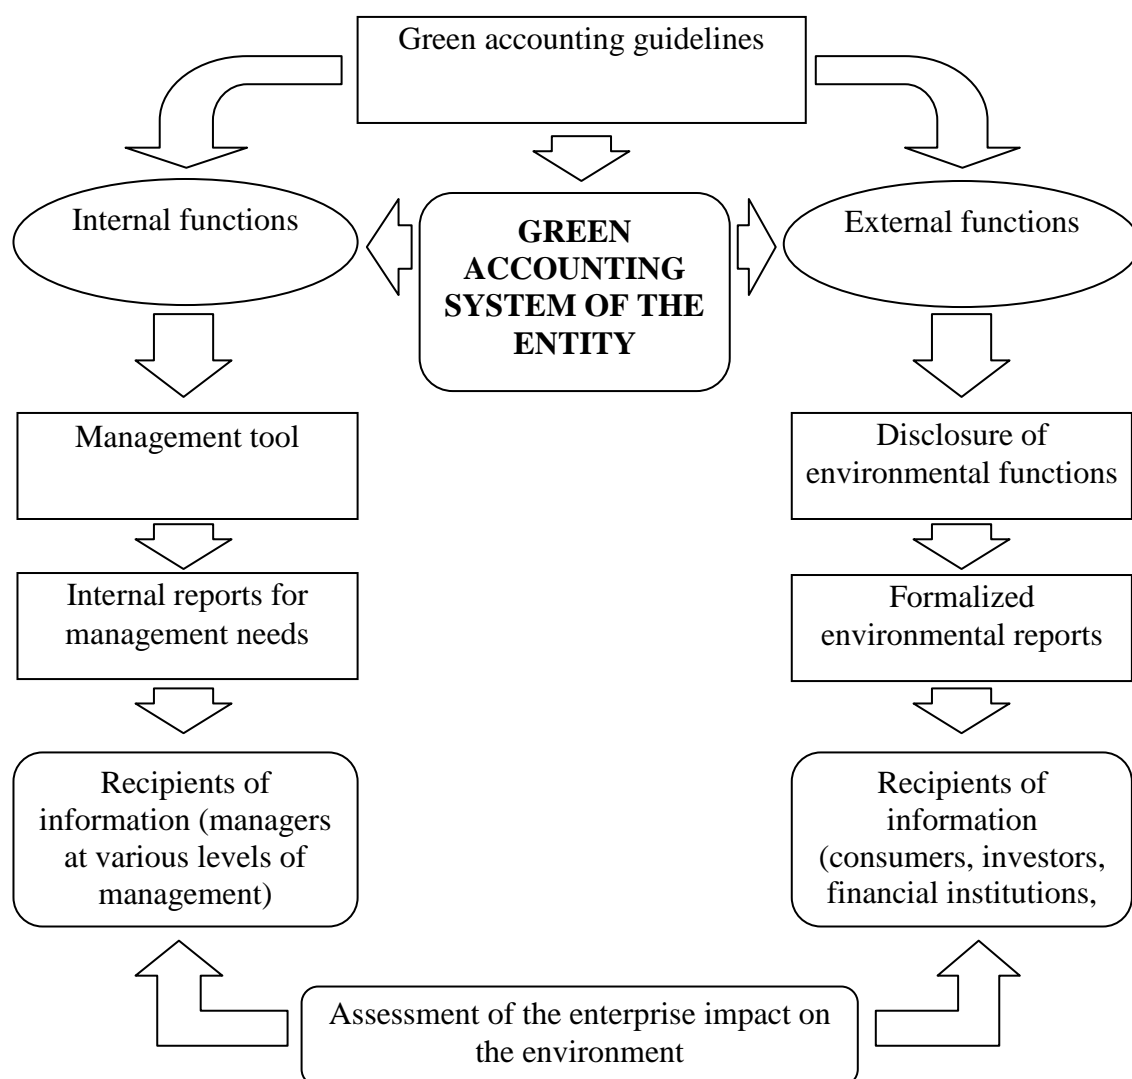 Green accounting guidelines
Internal functions
GREEN
ACCOUNTING
SYSTEM OF THE
ENTITY
External functions
Management tool
Disclosure of
environmental functions
Internal reports for
management needs
Formalized
environmental reports
Recipients of
information (managers
at various levels of
management)
Recipients of
information
(consumers, investors,
financial institutions,
Assessment of the enterprise impact on
the environment